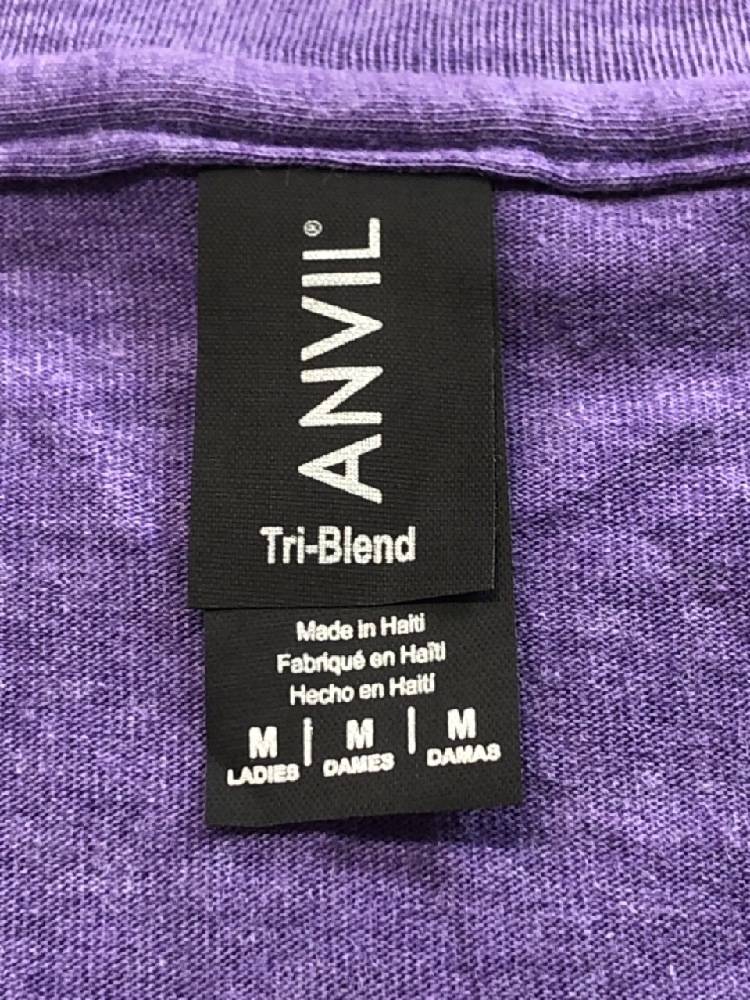 ANVIL®
Tri-Blend
Made in Haiti
Fabriqué en Haïti
Hecho en Haití
M | M | M
LADIES DAMES DAMAS